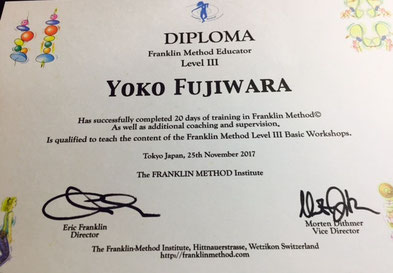 DIPLOMA
Franklin Method Educator
Level III
YOKO FUJIWARA
Has successfully completed 20 days of training in Franklin Method©
As well as additional coaching and supervision,
Is qualified to teach the content of the Franklin Method Level III Basic Workshops.
Tokyo Japan, 25th November 2017
The FRANKLIN METHOD Institute
Eric Franklin
Director
Morten Dithmer
Vice Director
The Franklin-Method Institute, Hittnauerstrasse, Wetzikon Switzerland
http//franklinmethod.com